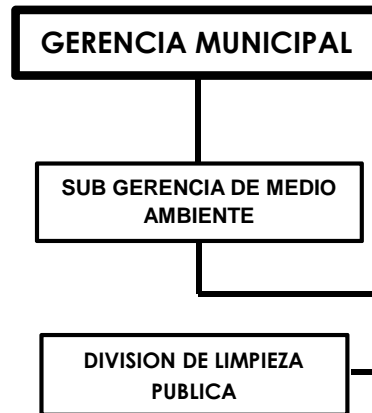 GERENCIA MUNICIPAL
SUB GERENCIA DE MEDIO
AMBIENTE
DIVISION DE LIMPIEZA
PUBLICA